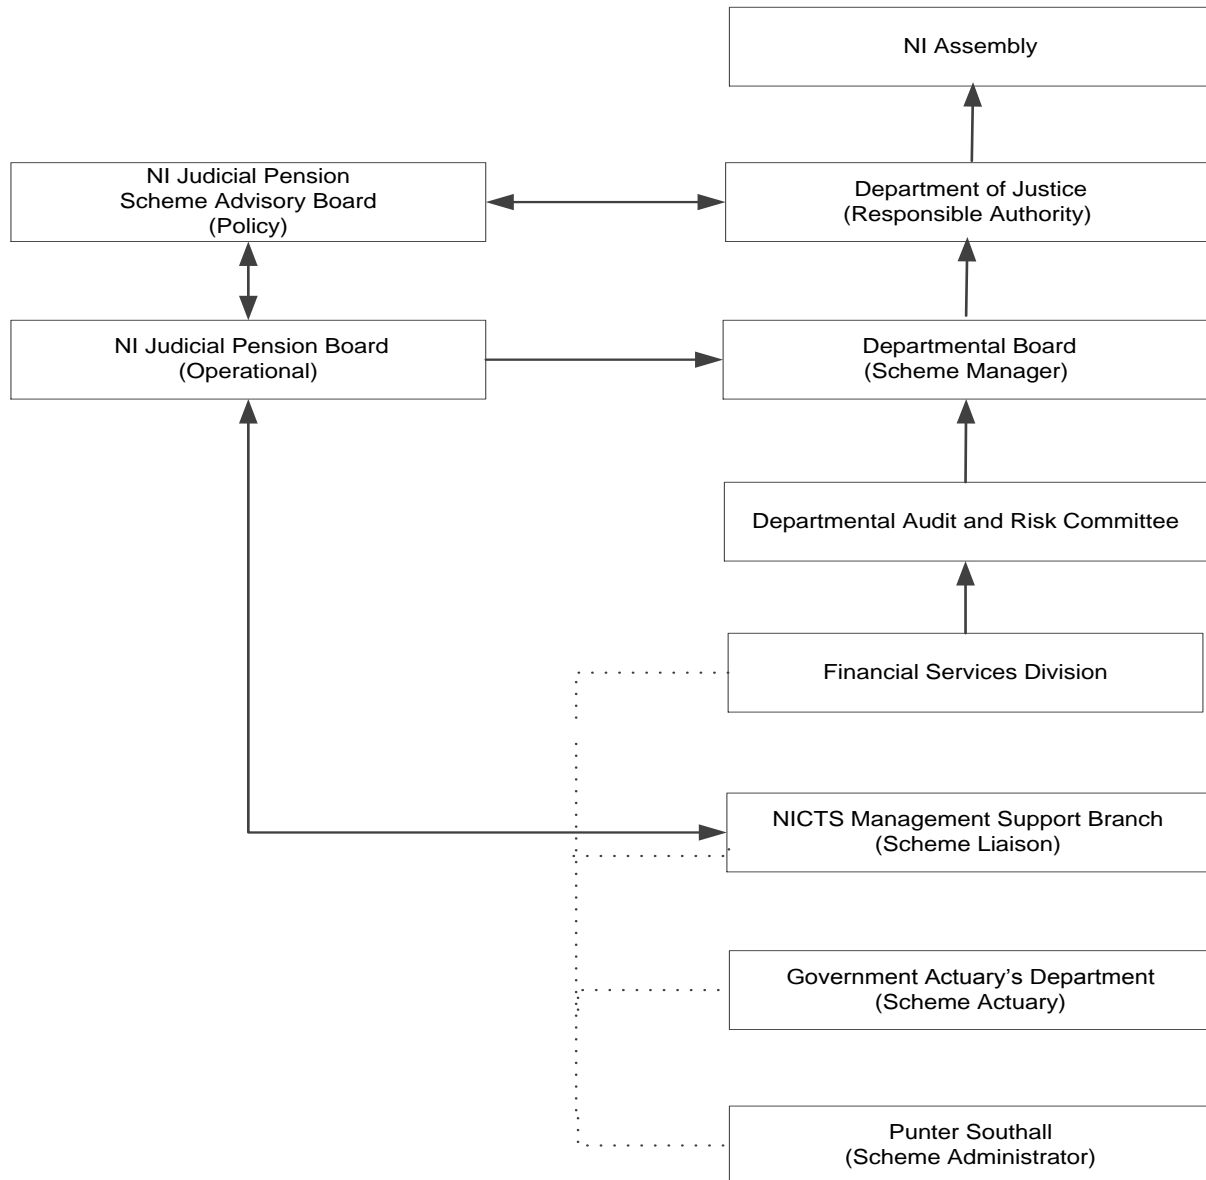 NI Assembly
NI Judicial Pension
Scheme Advisory Board
(Policy)
Department of Justice
(Responsible Authority)
NI Judicial Pension Board
(Operational)
Departmental Board
(Scheme Manager)
Departmental Audit and Risk Committee
Financial Services Division
NICTS Management Support Branch
(Scheme Liaison)
Government Actuary’s Department
(Scheme Actuary)
Punter Southall
(Scheme Administrator)